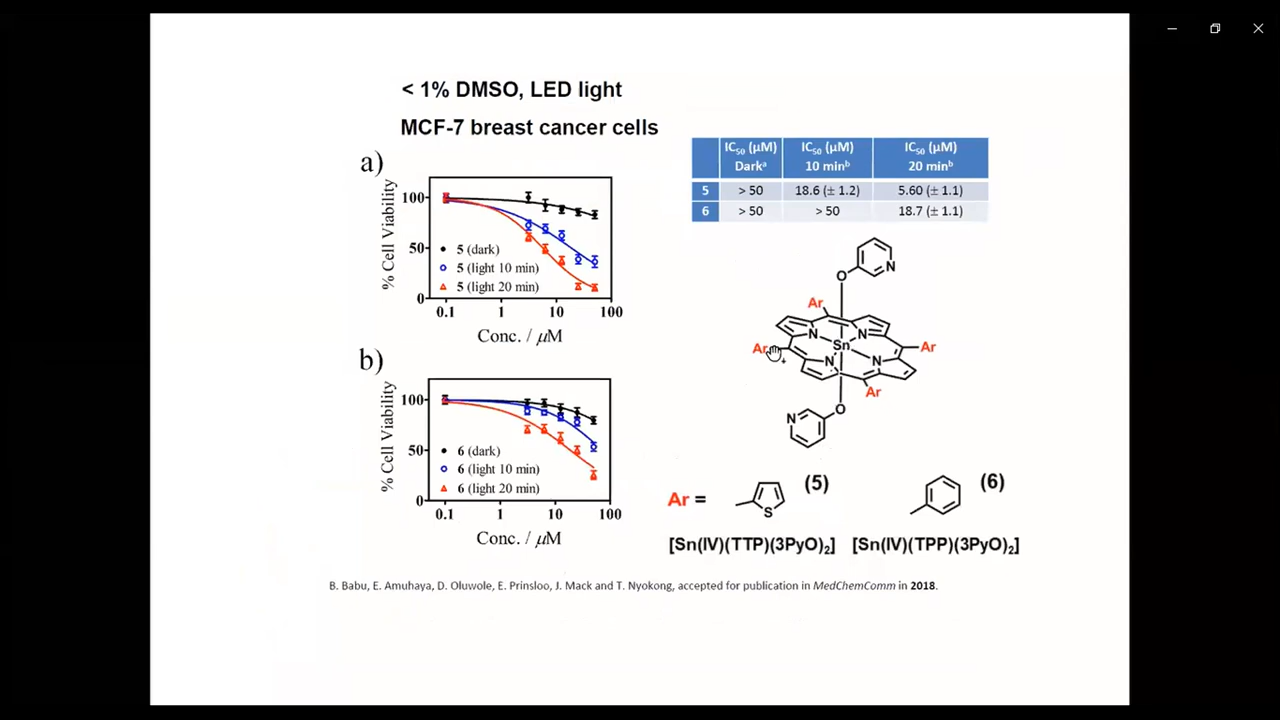 < 1% DMSO, LED light
MCF-7 breast cancer cells
a)
% Cell Viability
100
50
0
5 (dark)
5 (light 10 min)
5 (light 20 min)
0.1 1 10 100
Conc. / μM
b)
% Cell Viability
100
50
0
6 (dark)
6 (light 10 min)
6 (light 20 min)
0.1 1 10 100
Conc. / μM
IC₅₀ (μM) IC₅₀ (μM) IC₅₀ (μM)
Darkᵃ 10 minᵇ 20 minᵇ
5 > 50 18.6 (± 1.2) 5.60 (± 1.1)
6 > 50 > 50 18.7 (± 1.1)
N
O
Ar
N N
Ar Sn Ar
N N
Ar
O
N
Ar = S (5) (6)
[Sn(IV)(TTP)(3PyO)₂] [Sn(IV)(TPP)(3PyO)₂]
B. Babu, E. Amuhaya, D. Oluwole, E. Prinsloo, J. Mack and T. Nyokong, accepted for publication in MedChemComm in 2018.